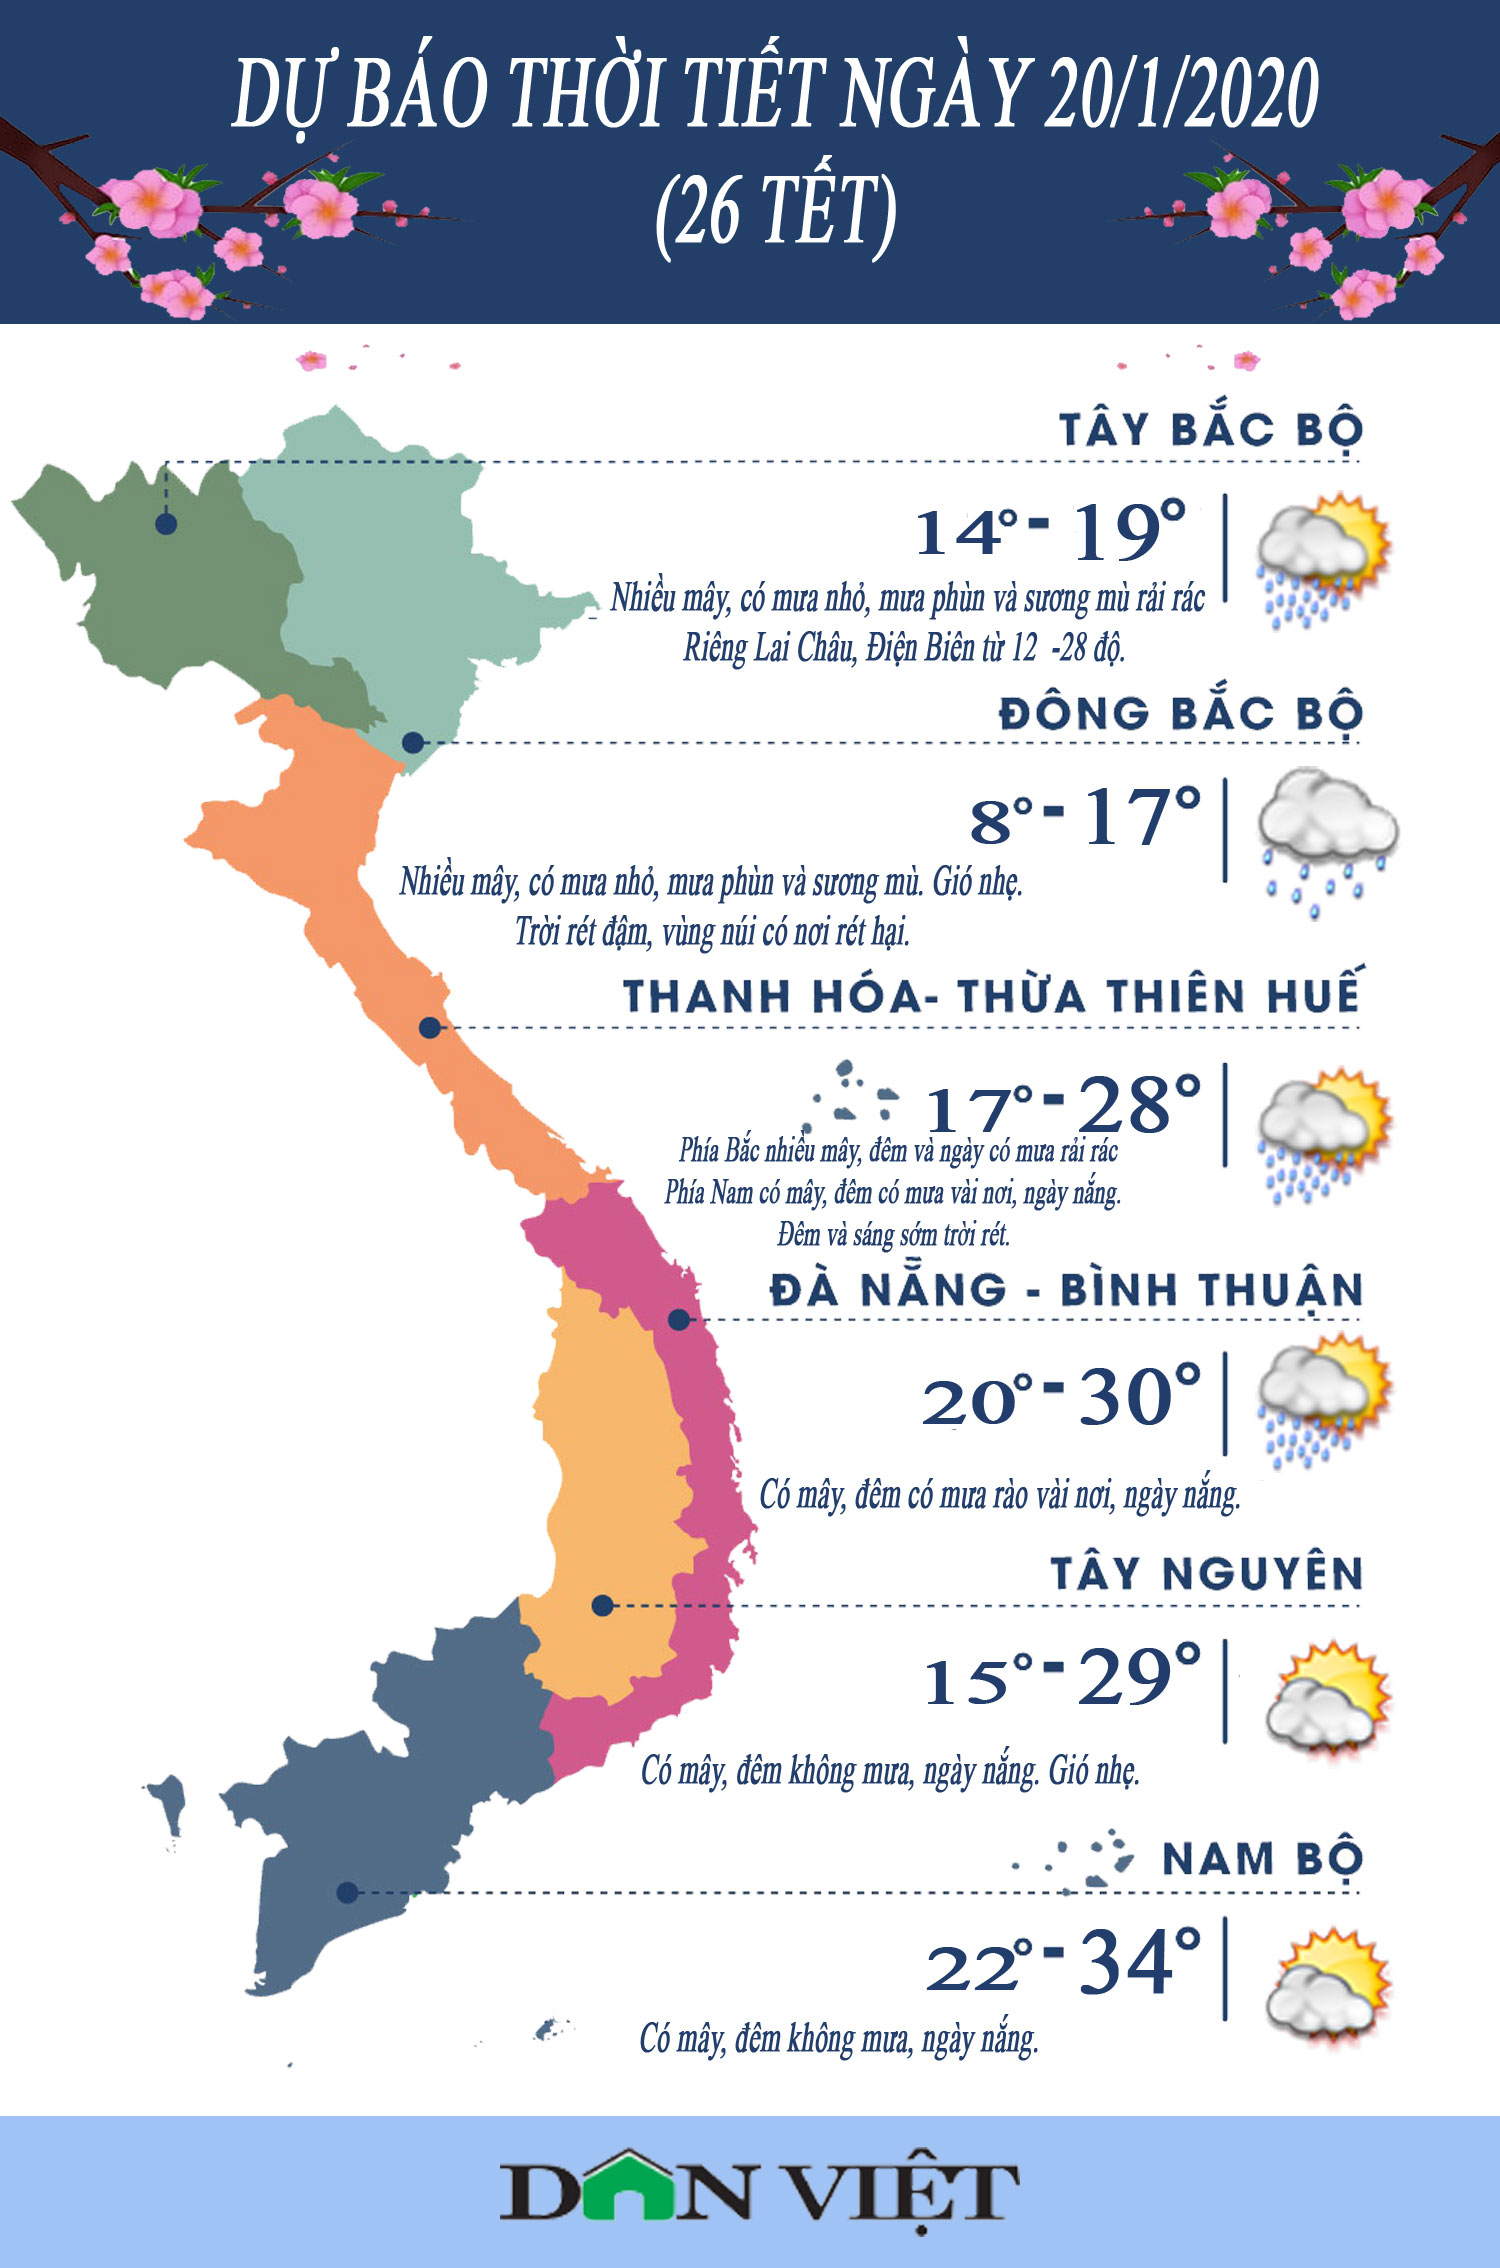 DỰ BÁO THỜI TIẾT NGÀY 20/1/2020
(26 TẾT)
TÂY BẮC BỘ
14°- 19°
Nhiều mây, có mưa nhỏ, mưa phùn và sương mù rải rác
Riêng Lai Châu, Điện Biên từ 12 -28 độ.
ĐÔNG BẮC BỘ
8°- 17°
Nhiều mây, có mưa nhỏ, mưa phùn và sương mù. Gió nhẹ.
Trời rét đậm, vùng núi có nơi rét hại.
THANH HÓA- THỪA THIÊN HUẾ
17°- 28°
Phía Bắc nhiều mây, đêm và ngày có mưa rải rác
Phía Nam có mây, đêm có mưa vài nơi, ngày nắng.
Đêm và sáng sớm trời rét.
ĐÀ NẴNG - BÌNH THUẬN
20°- 30°
Có mây, đêm có mưa rào vài nơi, ngày nắng.
TÂY NGUYÊN
15°- 29°
Có mây, đêm không mưa, ngày nắng. Gió nhẹ.
NAM BỘ
22°- 34°
Có mây, đêm không mưa, ngày nắng.
DÂN VIỆT